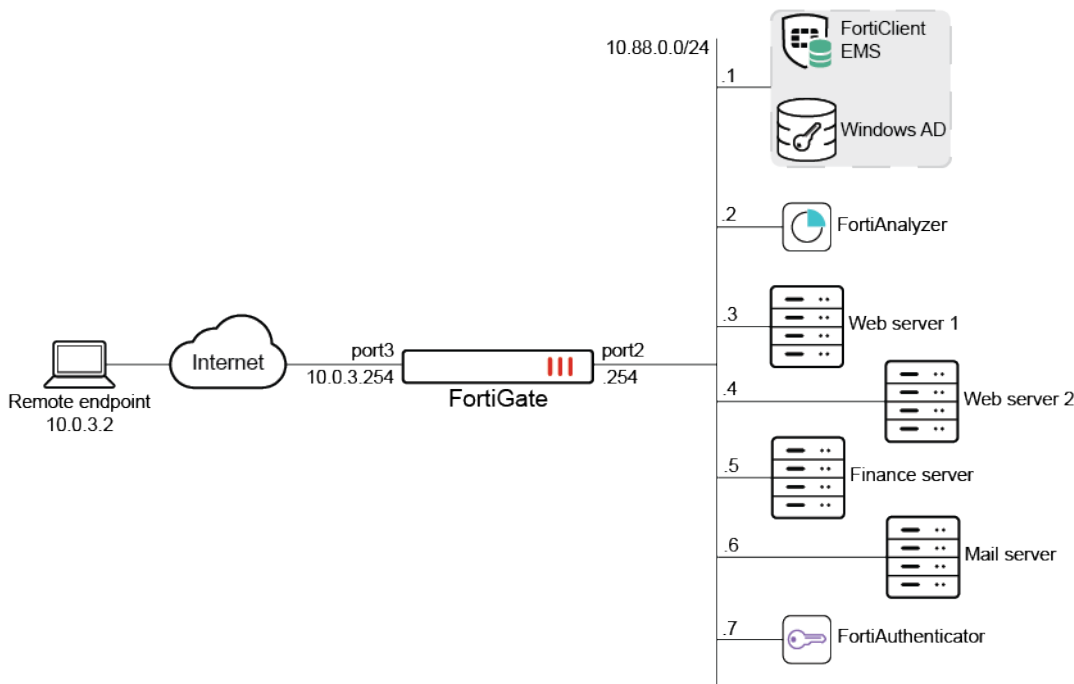 FortiClient
EMS
10.88.0.0/24
.1
Windows AD
.2
FortiAnalyzer
.3
Web server 1
Internet
port3
port2
10.0.3.254
.254
FortiGate
Remote endpoint
10.0.3.2
.4
Web server 2
.5
Finance server
.6
Mail server
.7
FortiAuthenticator